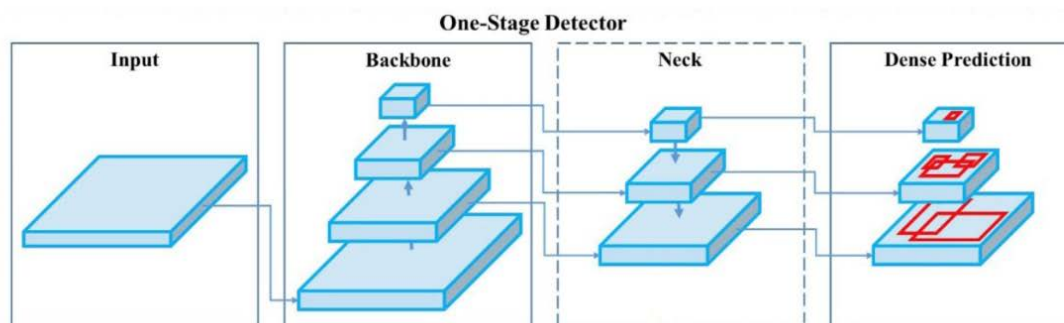 One-Stage Detector
Input
Backbone
Neck
Dense Prediction